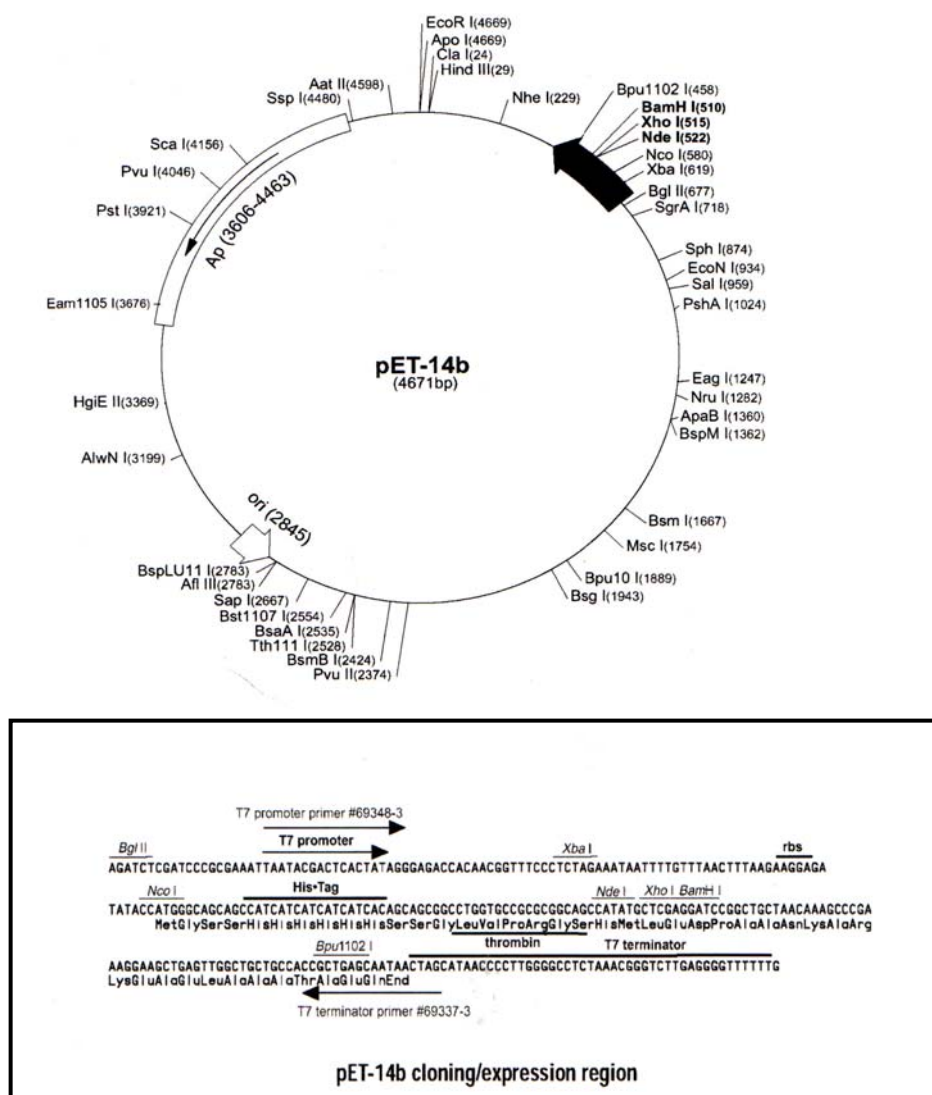 EcoR I(4669)
Apo I(4669)
Cla I(24)
Hind III(29)
Aat II(4598)
Ssp I(4480)
Nhe I(229)
Bpu1102 I(458)
BamH I(510)
Xho I(515)
Nde I(522)
Nco I(580)
Xba I(619)
Bgl II(677)
SgrA I(718)
Sca I(4156)
Pvu I(4046)
Pst I(3921)
Ap (3606-4463)
Sph I(874)
EcoN I(934)
Sal I(959)
PshA I(1024)
Eam1105 I(3676)
pET-14b
(4671bp)
Eag I(1247)
Nru I(1282)
ApaB I(1360)
BspM I(1362)
HgiE II(3369)
AlwN I(3199)
ori (2845)
Bsm I(1667)
Msc I(1754)
Bpu10 I(1889)
Bsg I(1943)
BspLU11 I(2783)
Afl III(2783)
Sap I(2667)
Bst1107 I(2554)
BsaA I(2535)
Tth111 I(2528)
BsmB I(2424)
Pvu II(2374)
T7 promoter primer #69348-3
Bgl II T7 promoter Xba I rbs
AGATCTCGATCCCGCGAAATTAATACGACTCACTATAGGGAGACCACAACGGTTTCCCTCTAGAAATAATTTTGTTTAACTTTAAGAAGGAGA
Nco I His•Tag Nde I Xho I BamH I
TATACCATGGGCAGCAGCCATCATCATCATCATCACAGCAGCGGCCTGGTGCCGCGCGGCAGCCATATGCTCGAGGATCCGGCTGCTAACAAAGCCCGA
MetGlySerSerHisHisHisHisHisHisSerSerGlyLeuValProArgGlySerHisMetLeuGluAspProAlaAlaAsnLysAlaArg
Bpu1102 I thrombin T7 terminator
AAGGAAGCTGAGTTGGCTGCTGCCACCGCTGAGCAATAACTAGCATAACCCCTTGGGGCCTCTAAACGGGTCTTGAGGGGTTTTTTG
LysGluAlaGluLeuAlaAlaAlaThrAlaGluGlnEnd
T7 terminator primer #69337-3
pET-14b cloning/expression region